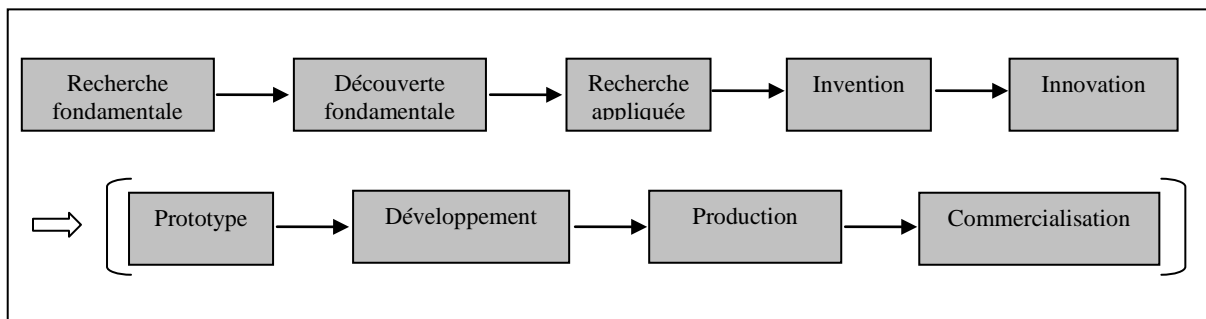 Recherche
fondamentale
Découverte
fondamentale
Recherche
appliquée
Invention
Innovation
Prototype
Développement
Production
Commercialisation